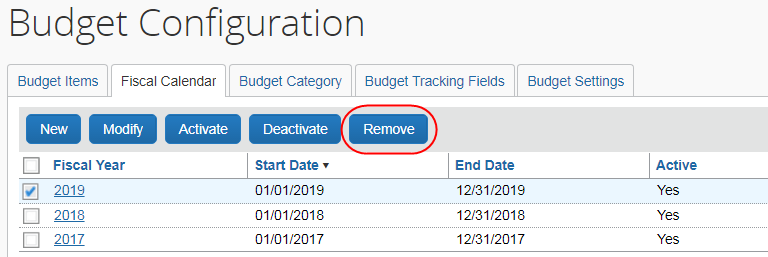 Budget Configuration
Budget Items Fiscal Calendar Budget Category Budget Tracking Fields Budget Settings
New Modify Activate Deactivate Remove
Fiscal Year Start Date End Date Active
2019 01/01/2019 12/31/2019 Yes
2018 01/01/2018 12/31/2018 Yes
2017 01/01/2017 12/31/2017 Yes